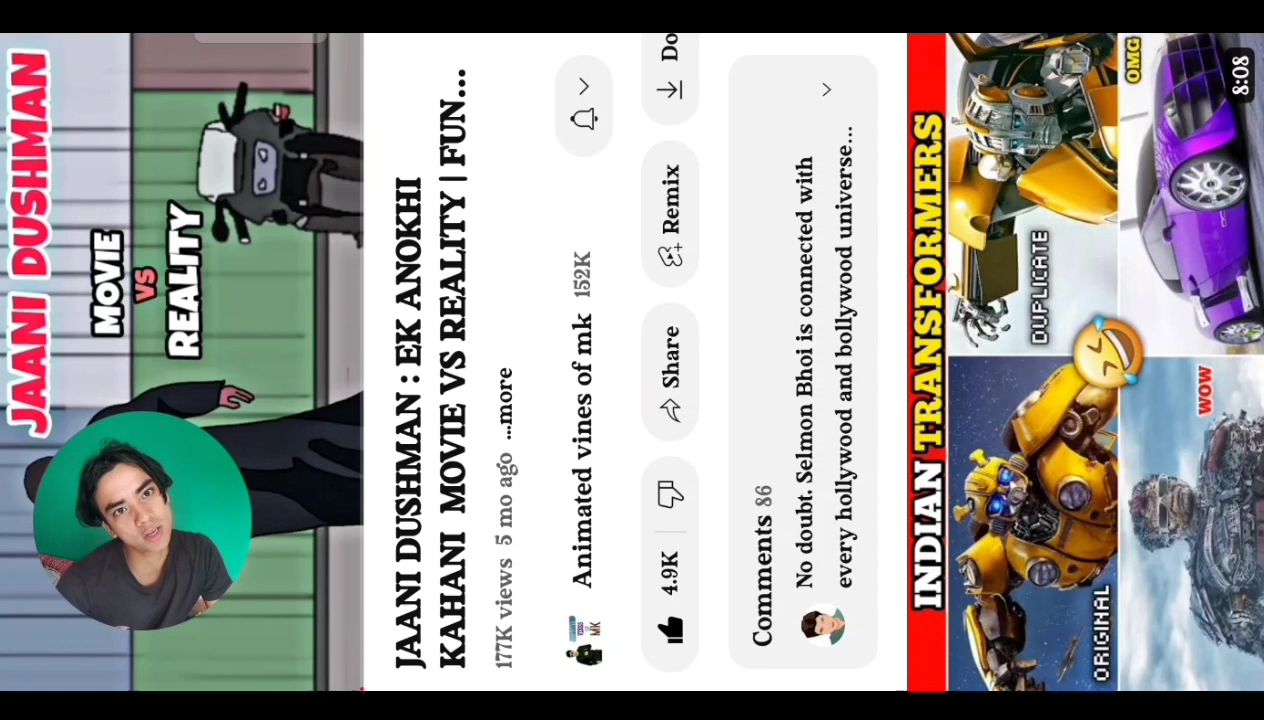 JAANI DUSHMAN
MOVIE
VS
REALITY
JAANI DUSHMAN : EK ANOKHI
KAHANI MOVIE VS REALITY | FUN...
177K views 5 mo ago ...more
Animated vines of mk 152K
4.9K
Share
Remix
Do
Comments 86
No doubt. Selmon Bhoi is connected with
every hollywood and bollywood universe...
INDIAN TRANSFORMERS
ORIGINAL
DUPLICATE
WOW
OMG
8:08